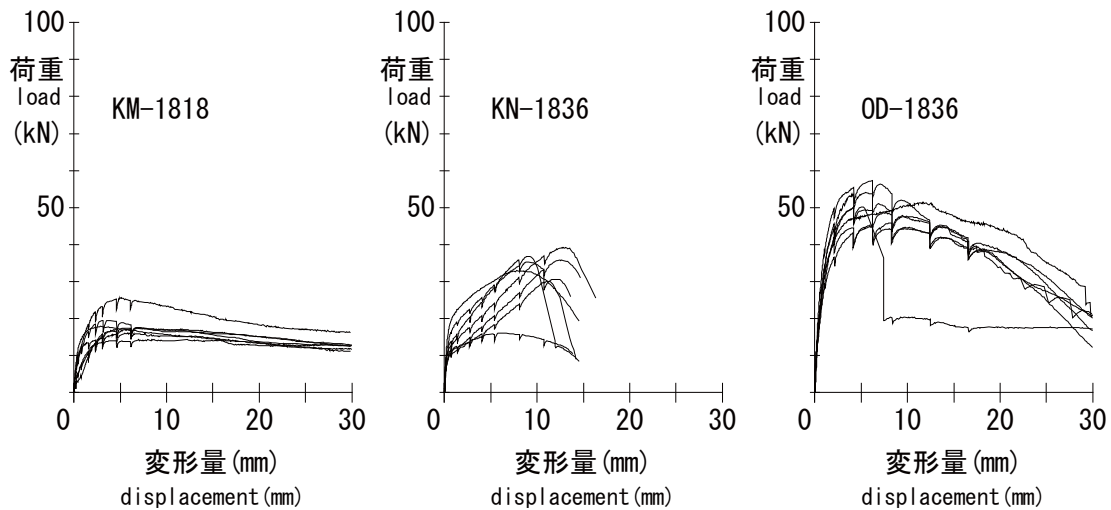 100
荷重
load
(kN)
50
KM-1818
0
10
20
30
変形量(mm)
displacement(mm)
100
荷重
load
(kN)
50
KN-1836
0
10
20
30
変形量(mm)
displacement(mm)
100
荷重
load
(kN)
50
OD-1836
0
10
20
30
変形量(mm)
displacement(mm)